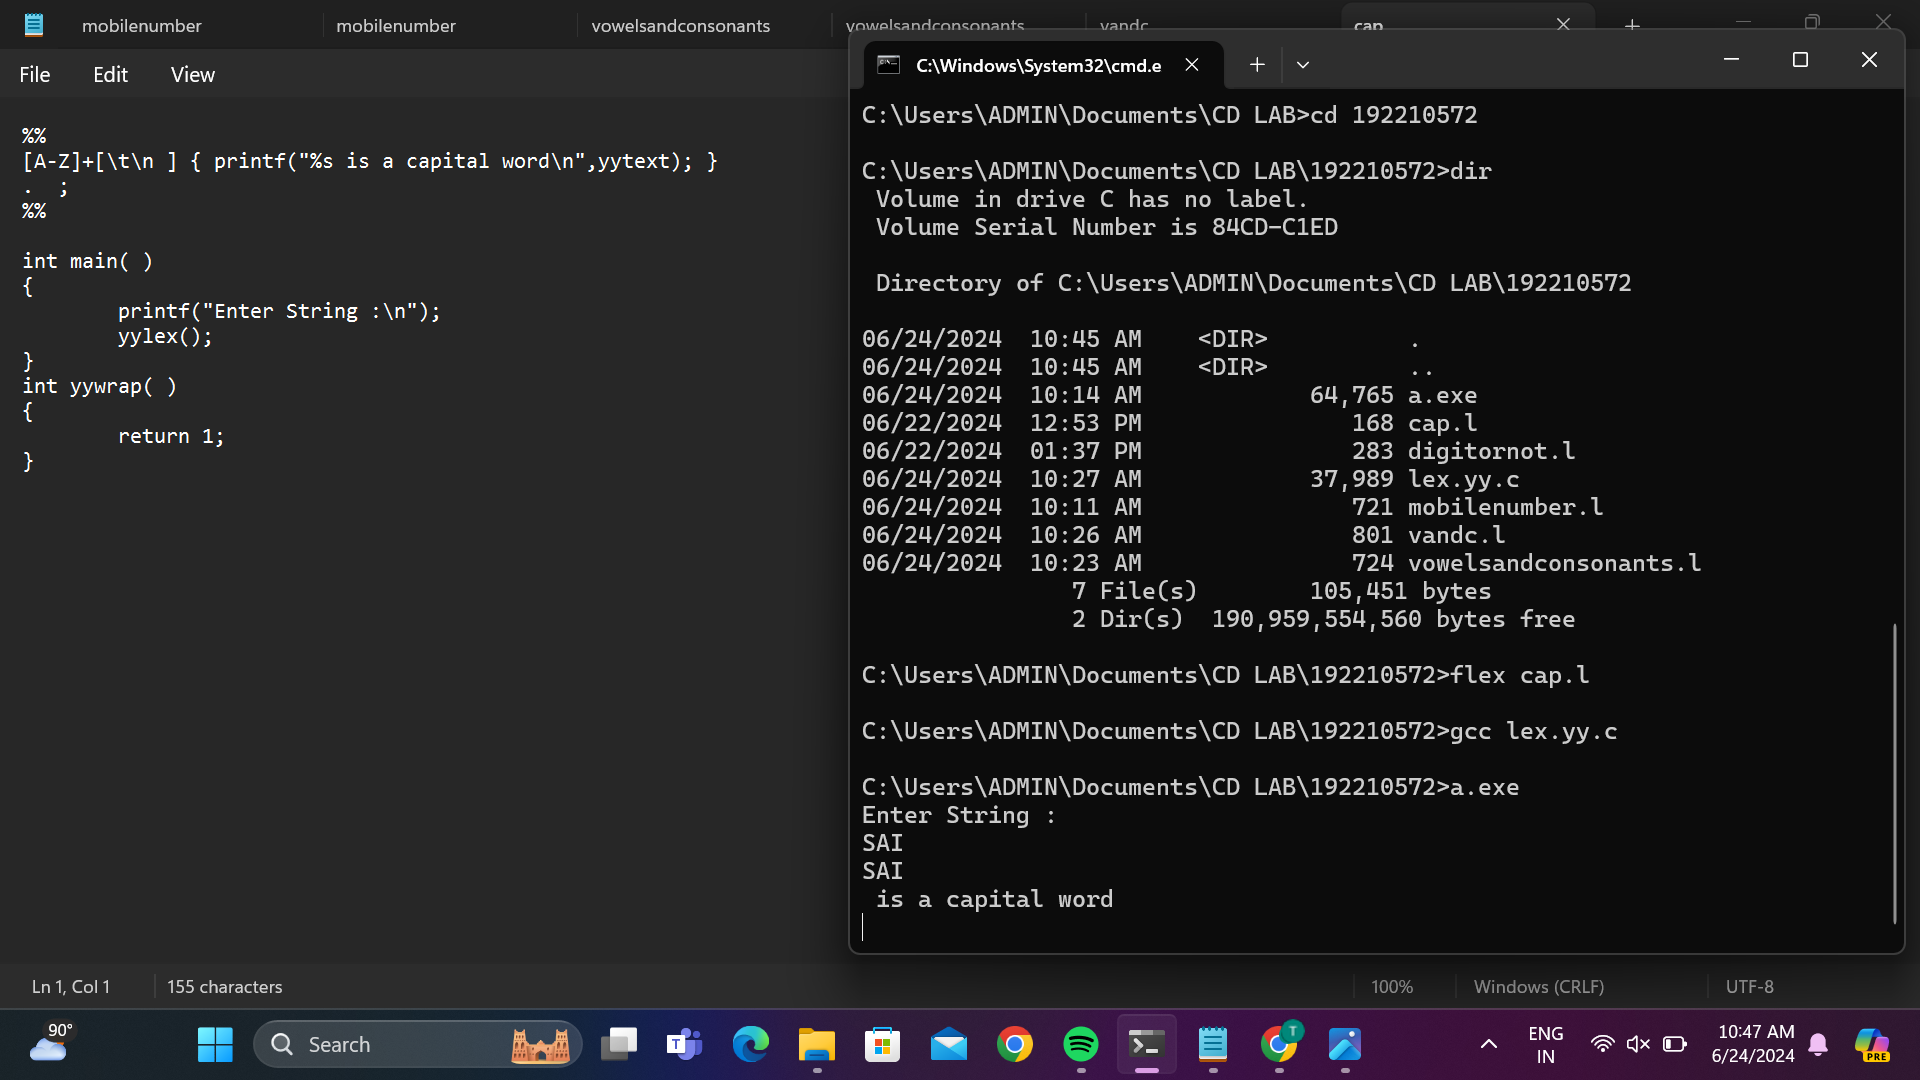 mobilenumber
mobilenumber
vowelsandconsonants
vowelsandconsonants
vandc
cap
File Edit View
%%
[A-Z]+[\t\n ] { printf("%s is a capital word\n",yytext); }
.  ;
%%
int main( )
{
printf("Enter String :\n");
yylex();
}
int yywrap( )
{
return 1;
}
Ln 1, Col 1
155 characters
100%
Windows (CRLF)
UTF-8
C:\Windows\System32\cmd.e
C:\Users\ADMIN\Documents\CD LAB>cd 192210572
C:\Users\ADMIN\Documents\CD LAB\192210572>dir
Volume in drive C has no label.
Volume Serial Number is 84CD-C1ED
Directory of C:\Users\ADMIN\Documents\CD LAB\192210572
06/24/2024  10:45 AM    <DIR>          .
06/24/2024  10:45 AM    <DIR>          ..
06/24/2024  10:14 AM            64,765 a.exe
06/22/2024  12:53 PM               168 cap.l
06/22/2024  01:37 PM               283 digitornot.l
06/24/2024  10:27 AM            37,989 lex.yy.c
06/24/2024  10:11 AM               721 mobilenumber.l
06/24/2024  10:26 AM               801 vandc.l
06/24/2024  10:23 AM               724 vowelsandconsonants.l
7 File(s)        105,451 bytes
2 Dir(s)  190,959,554,560 bytes free
C:\Users\ADMIN\Documents\CD LAB\192210572>flex cap.l
C:\Users\ADMIN\Documents\CD LAB\192210572>gcc lex.yy.c
C:\Users\ADMIN\Documents\CD LAB\192210572>a.exe
Enter String :
SAI
SAI
is a capital word
90°
Search
T
T
PRE
ENG
IN
10:47 AM
6/24/2024